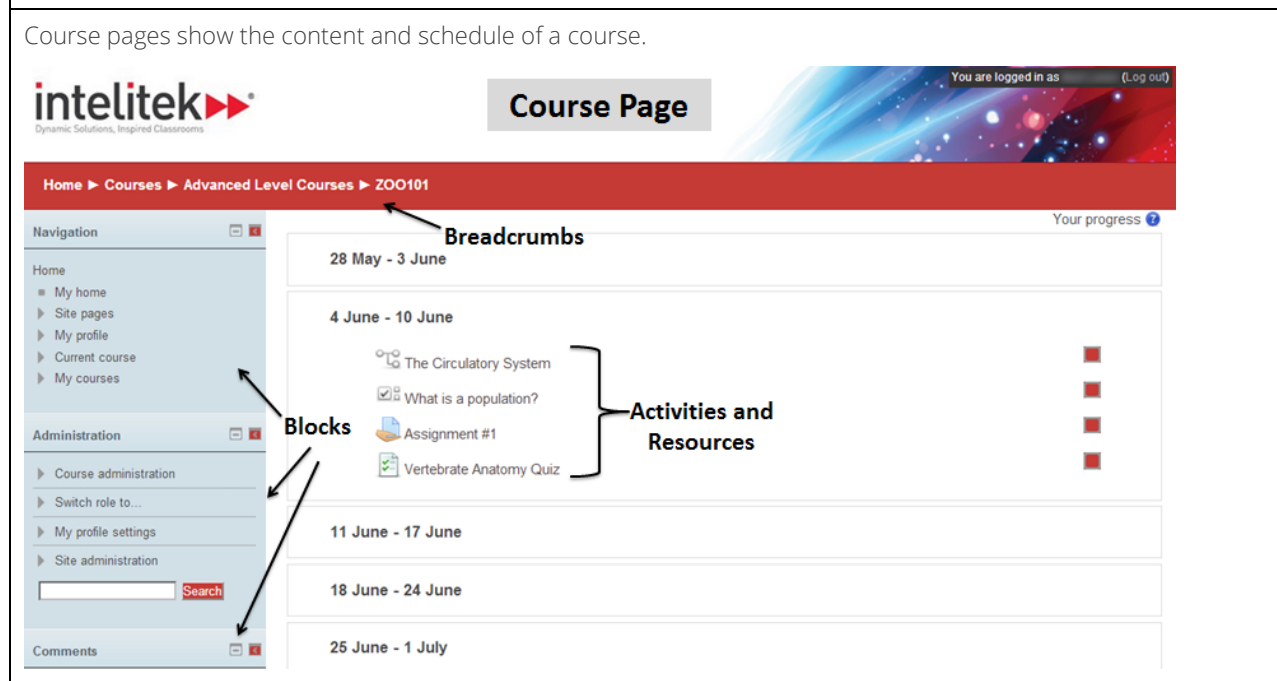 Course pages show the content and schedule of a course.
intelitek
Dynamic Solutions, Inspired Classrooms.
Course Page
You are logged in as (Log out)
Home ► Courses ► Advanced Level Courses ► ZOO101
Navigation
Home
My home
Site pages
My profile
Current course
My courses
Administration
Course administration
Switch role to...
My profile settings
Site administration
Search
Comments
Blocks
Breadcrumbs
Your progress
28 May - 3 June
4 June - 10 June
The Circulatory System
What is a population?
Assignment #1
Vertebrate Anatomy Quiz
Activities and
Resources
11 June - 17 June
18 June - 24 June
25 June - 1 July